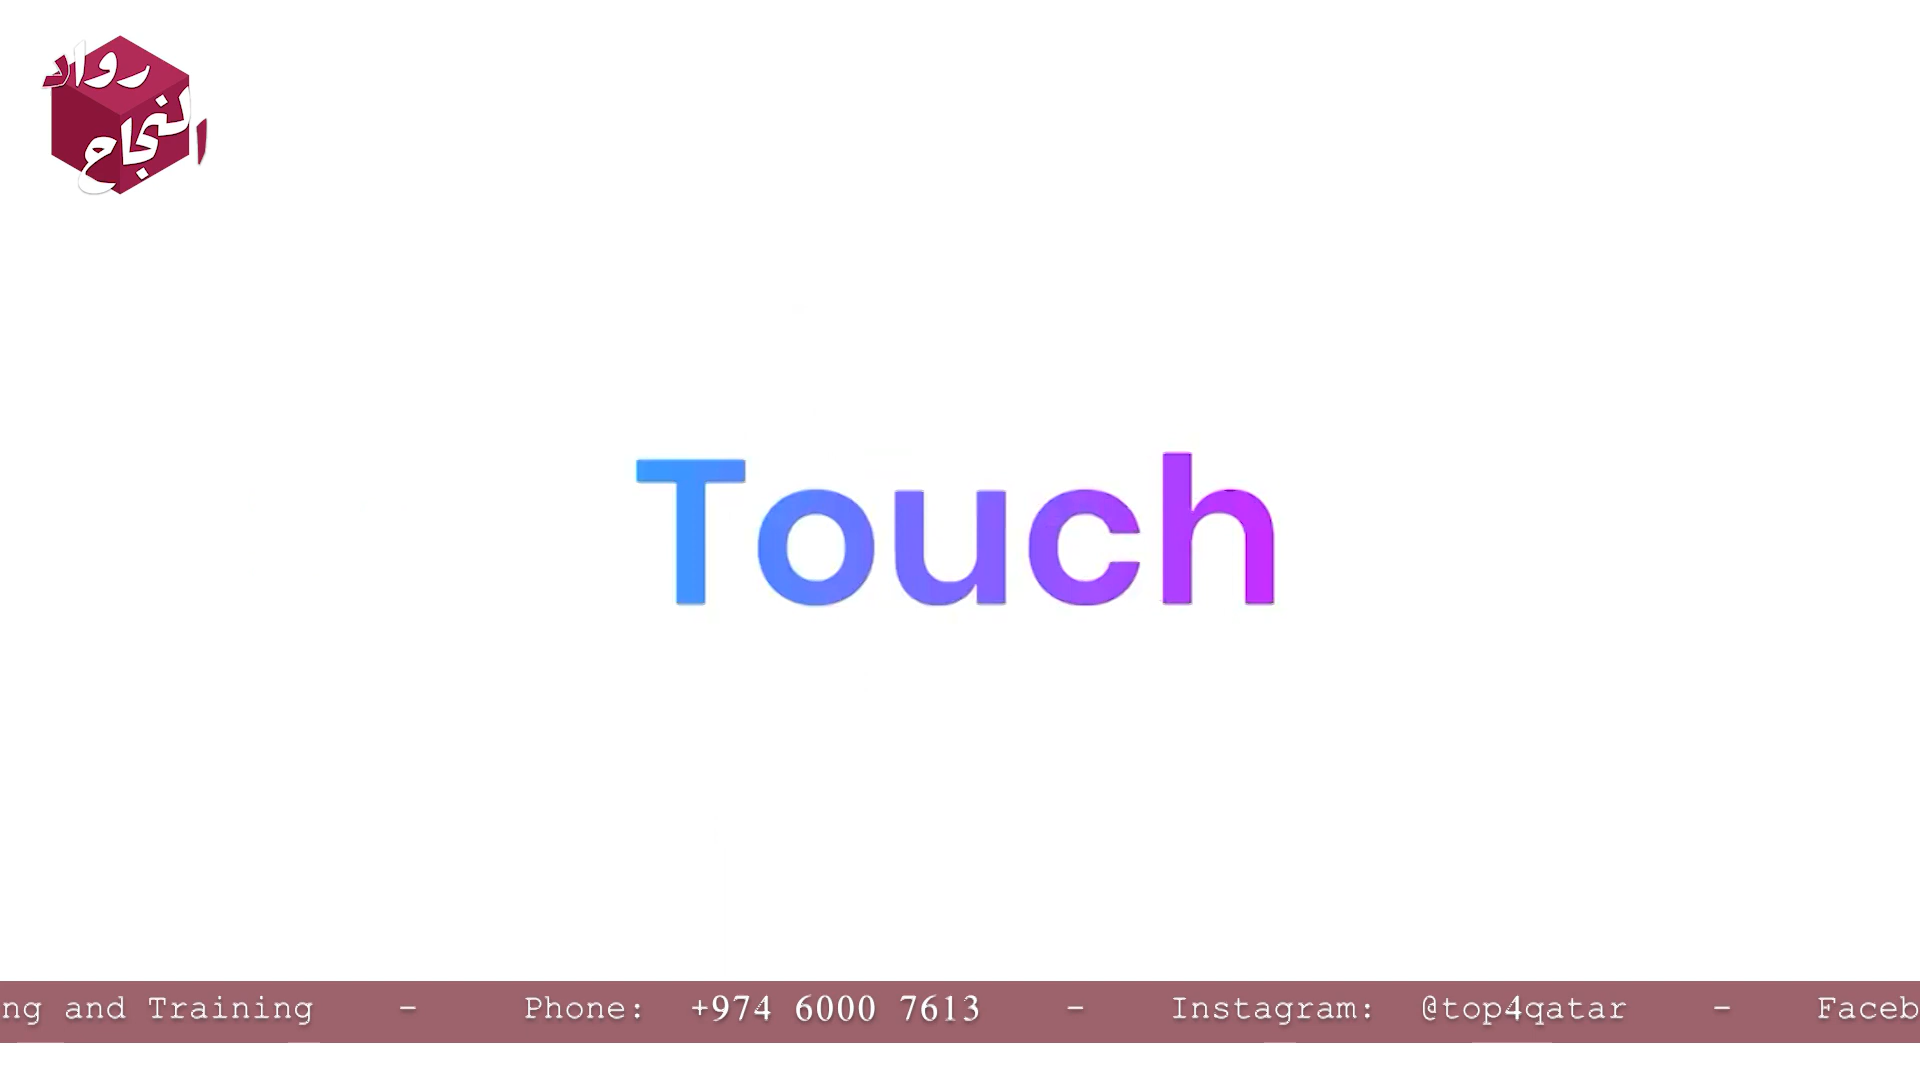 رواد
النجاح
Touch
ng and Training - Phone: +974 6000 7613 - Instagram: @top4qatar - Faceb